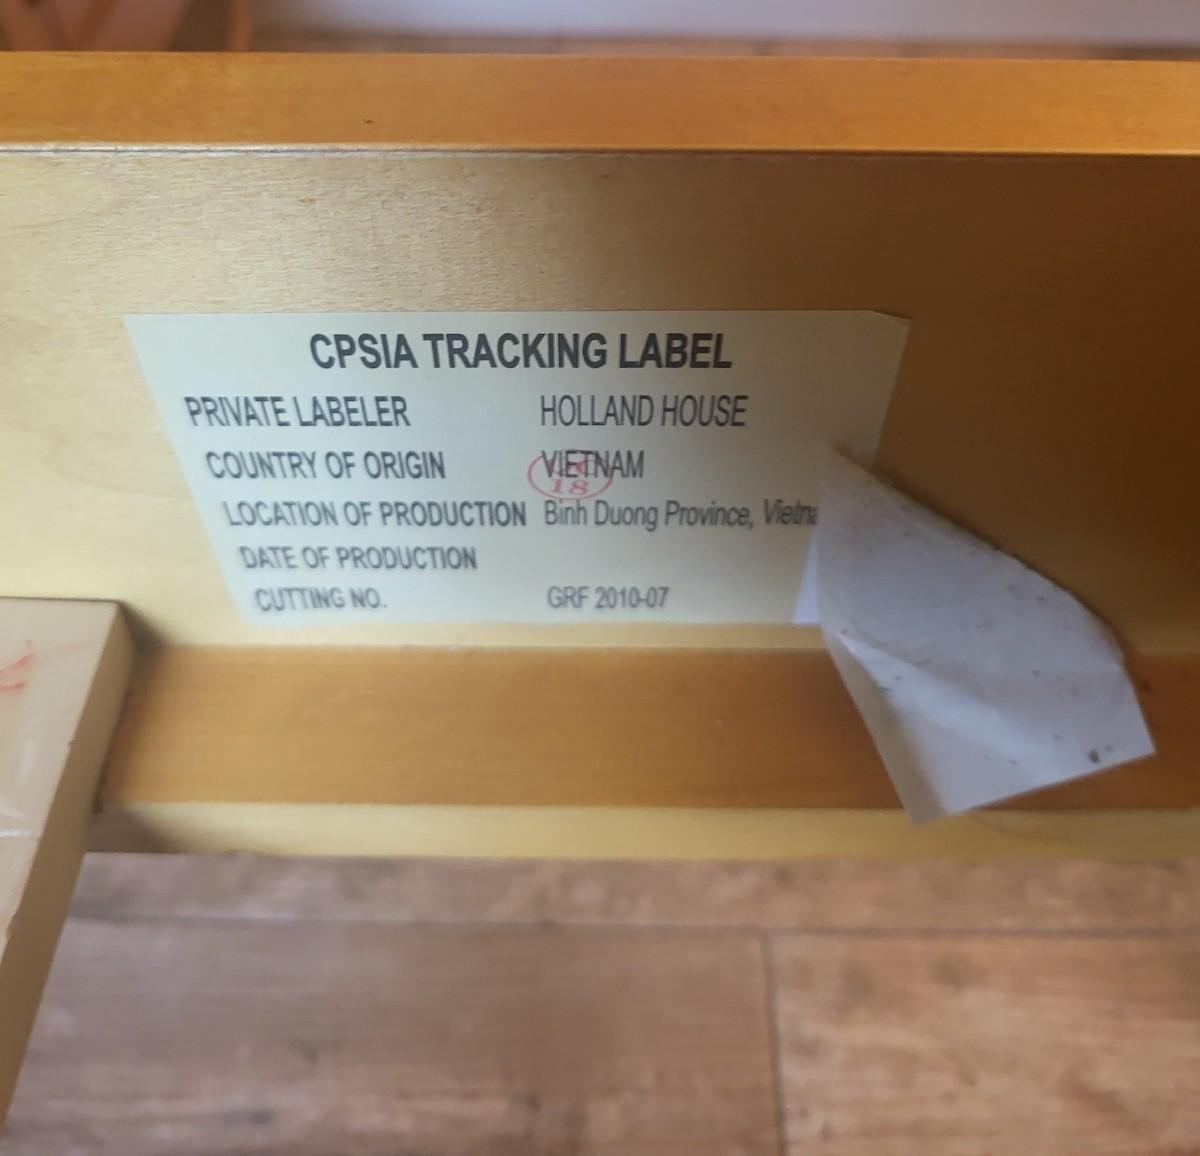 CPSIA TRACKING LABEL
PRIVATE LABELER HOLLAND HOUSE
COUNTRY OF ORIGIN VIETNAM
18
LOCATION OF PRODUCTION Binh Duong Province, Vietna
DATE OF PRODUCTION
CUTTING NO. GRF 2010-07